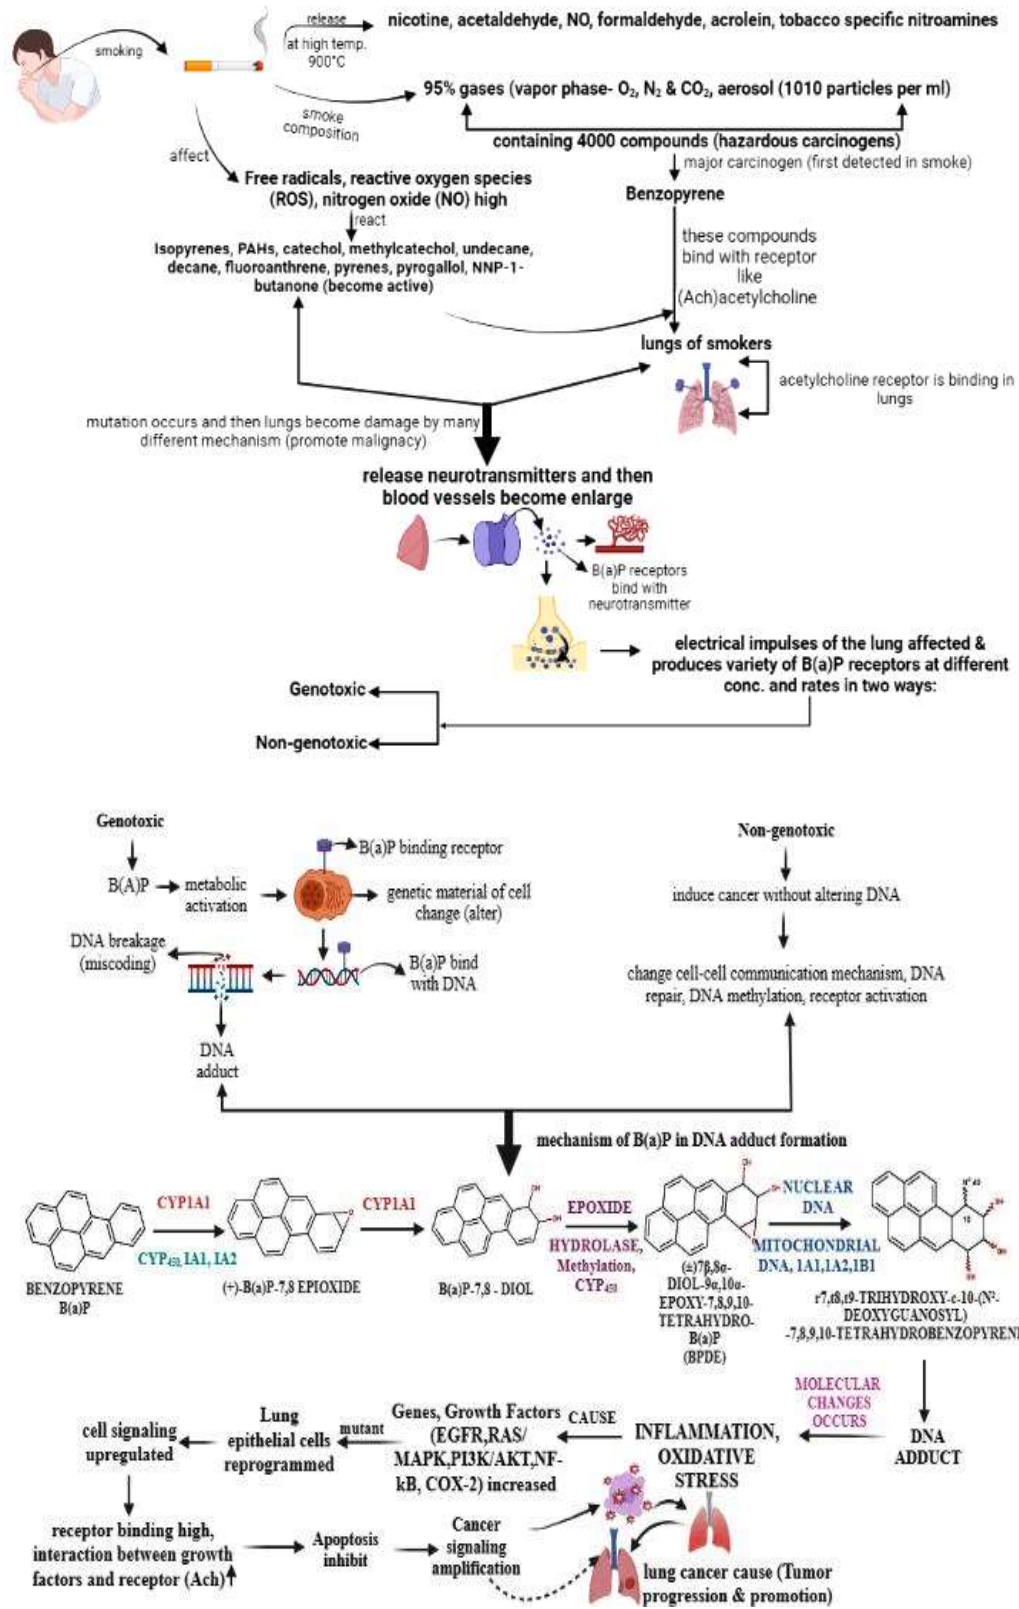 release
nicotine, acetaldehyde, NO, formaldehyde, acrolein, tobacco specific nitroamines
smoking
at high temp.
900°C
95% gases (vapor phase- O₂, N₂ & CO₂, aerosol (1010 particles per ml)
smoke
composition
containing 4000 compounds (hazardous carcinogens)
affect
major carcinogen (first detected in smoke)
Free radicals, reactive oxygen species
(ROS), nitrogen oxide (NO) high
Benzopyrene
react
Isopyrenes, PAHs, catechol, methylcatechol, undecane,
decane, fluoroanthrene, pyrenes, pyrogallol, NNP-1-
butanone (become active)
these compounds
bind with receptor
like
(Ach)acetylcholine
lungs of smokers
acetylcholine receptor is binding in
lungs
mutation occurs and then lungs become damage by many
different mechanism (promote malignacy)
release neurotransmitters and then
blood vessels become enlarge
B(a)P receptors
bind with
neurotransmitter
electrical impulses of the lung affected &
produces variety of B(a)P receptors at different
conc. and rates in two ways:
Genotoxic
Non-genotoxic
Genotoxic
B(a)P binding receptor
B(A)P
metabolic
activation
genetic material of cell
change (alter)
DNA breakage
(miscoding)
B(a)P bind
with DNA
DNA
adduct
Non-genotoxic
induce cancer without altering DNA
change cell-cell communication mechanism, DNA
repair, DNA methylation, receptor activation
mechanism of B(a)P in DNA adduct formation
CYP1A1
CYP₄₅₀, IA1, IA2
CYP1A1
EPOXIDE
HYDROLASE,
Methylation,
CYP₄₅₀
NUCLEAR
DNA
MITOCHONDRIAL
DNA, 1A1,1A2,1B1
O
OH
OH
OH
OH
O
10
OH
OH
OH
BENZOPYRENE
B(a)P
(+)-B(a)P-7,8 EPIOXIDE
B(a)P-7,8 - DIOL
(±)7β,8α-
DIOL-9α,10α-
EPOXY-7,8,9,10-
TETRAHYDRO-
B(a)P
(BPDE)
r7,t8,t9-TRIHYDROXY-c-10-(N²-
DEOXYGUANOSYL)
-7,8,9,10-TETRAHYDROBENZOPYRENE
MOLECULAR
CHANGES
OCCURS
DNA
ADDUCT
INFLAMMATION,
OXIDATIVE
STRESS
CAUSE
Genes, Growth Factors
(EGFR,RAS/
MAPK,PI3K/AKT,NF-
kB, COX-2) increased
mutant
Lung
epithelial cells
reprogrammed
cell signaling
upregulated
receptor binding high,
interaction between growth
factors and receptor (Ach)
Apoptosis
inhibit
Cancer
signaling
amplification
lung cancer cause (Tumor
progression & promotion)